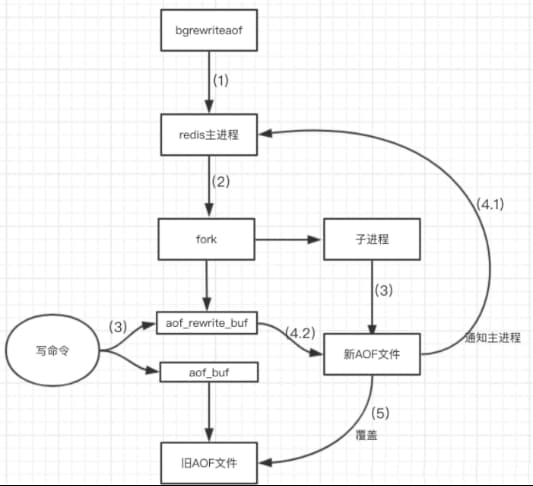 bgrewriteaof
(1)
redis主进程
(2)
(4.1)
fork
子进程
(3)
(3)
aof_rewrite_buf
(4.2)
通知主进程
写命令
新AOF文件
aof_buf
(5)
覆盖
旧AOF文件